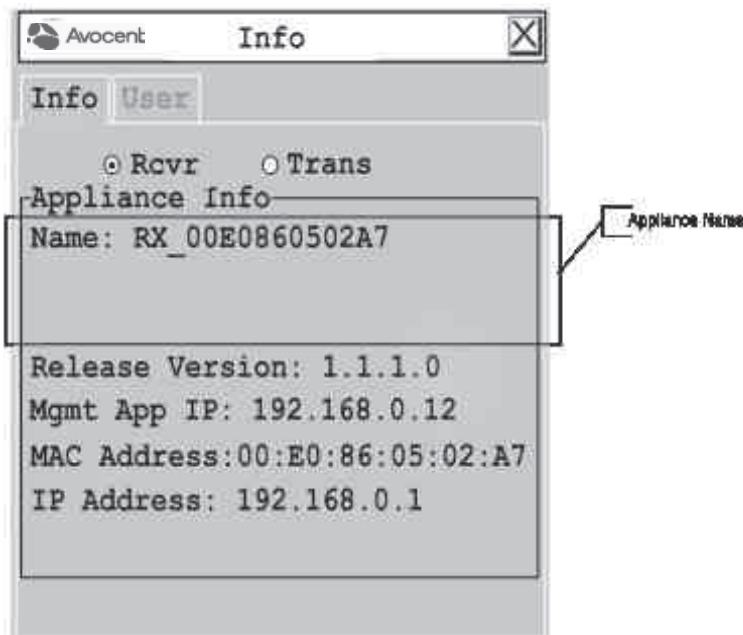 Avocent Info X
Info User
Rcvr Trans
Appliance Info
Name: RX_00E0860502A7
Appliance Name
Release Version: 1.1.1.0
Mgmt App IP: 192.168.0.12
MAC Address:00:E0:86:05:02:A7
IP Address: 192.168.0.1